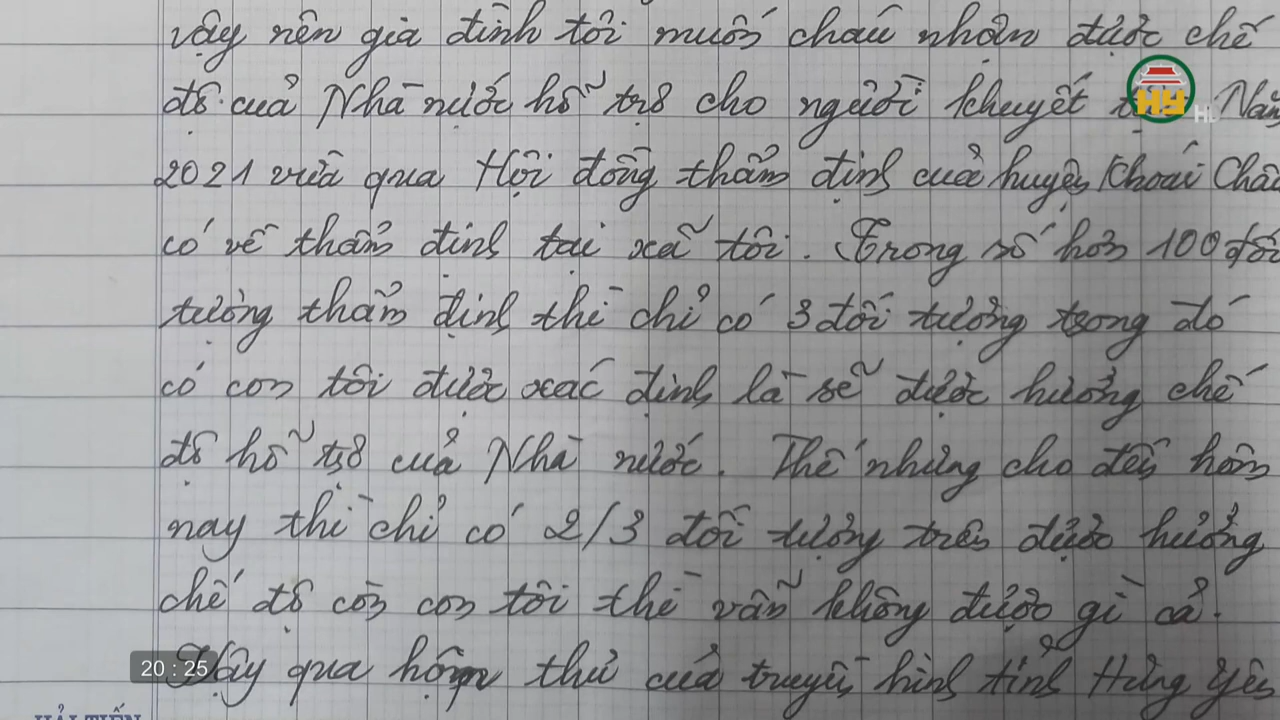 vậy nên gia đình tôi muốn cháu nhận được chế
độ của Nhà nước hỗ trợ cho người khuyết Năm
2021 vừa qua Hội đồng thẩm định của huyện Khoái Châu
có về thẩm định tại xã tôi. Trong số hơn 100 đối
tượng thẩm định thì chỉ có 3 đối tượng trong đó
có con tôi được xác định là sẽ được hưởng chế
độ hỗ trợ của Nhà nước. Thế nhưng cho đến hôm
nay thì chỉ có 2/3 đối tượng trên được hưởng
chế độ còn con tôi thì vẫn không được gì cả.
Vậy qua hộp thư của truyền hình tỉnh Hưng Yên
HY
20:25
HẢI TIẾN